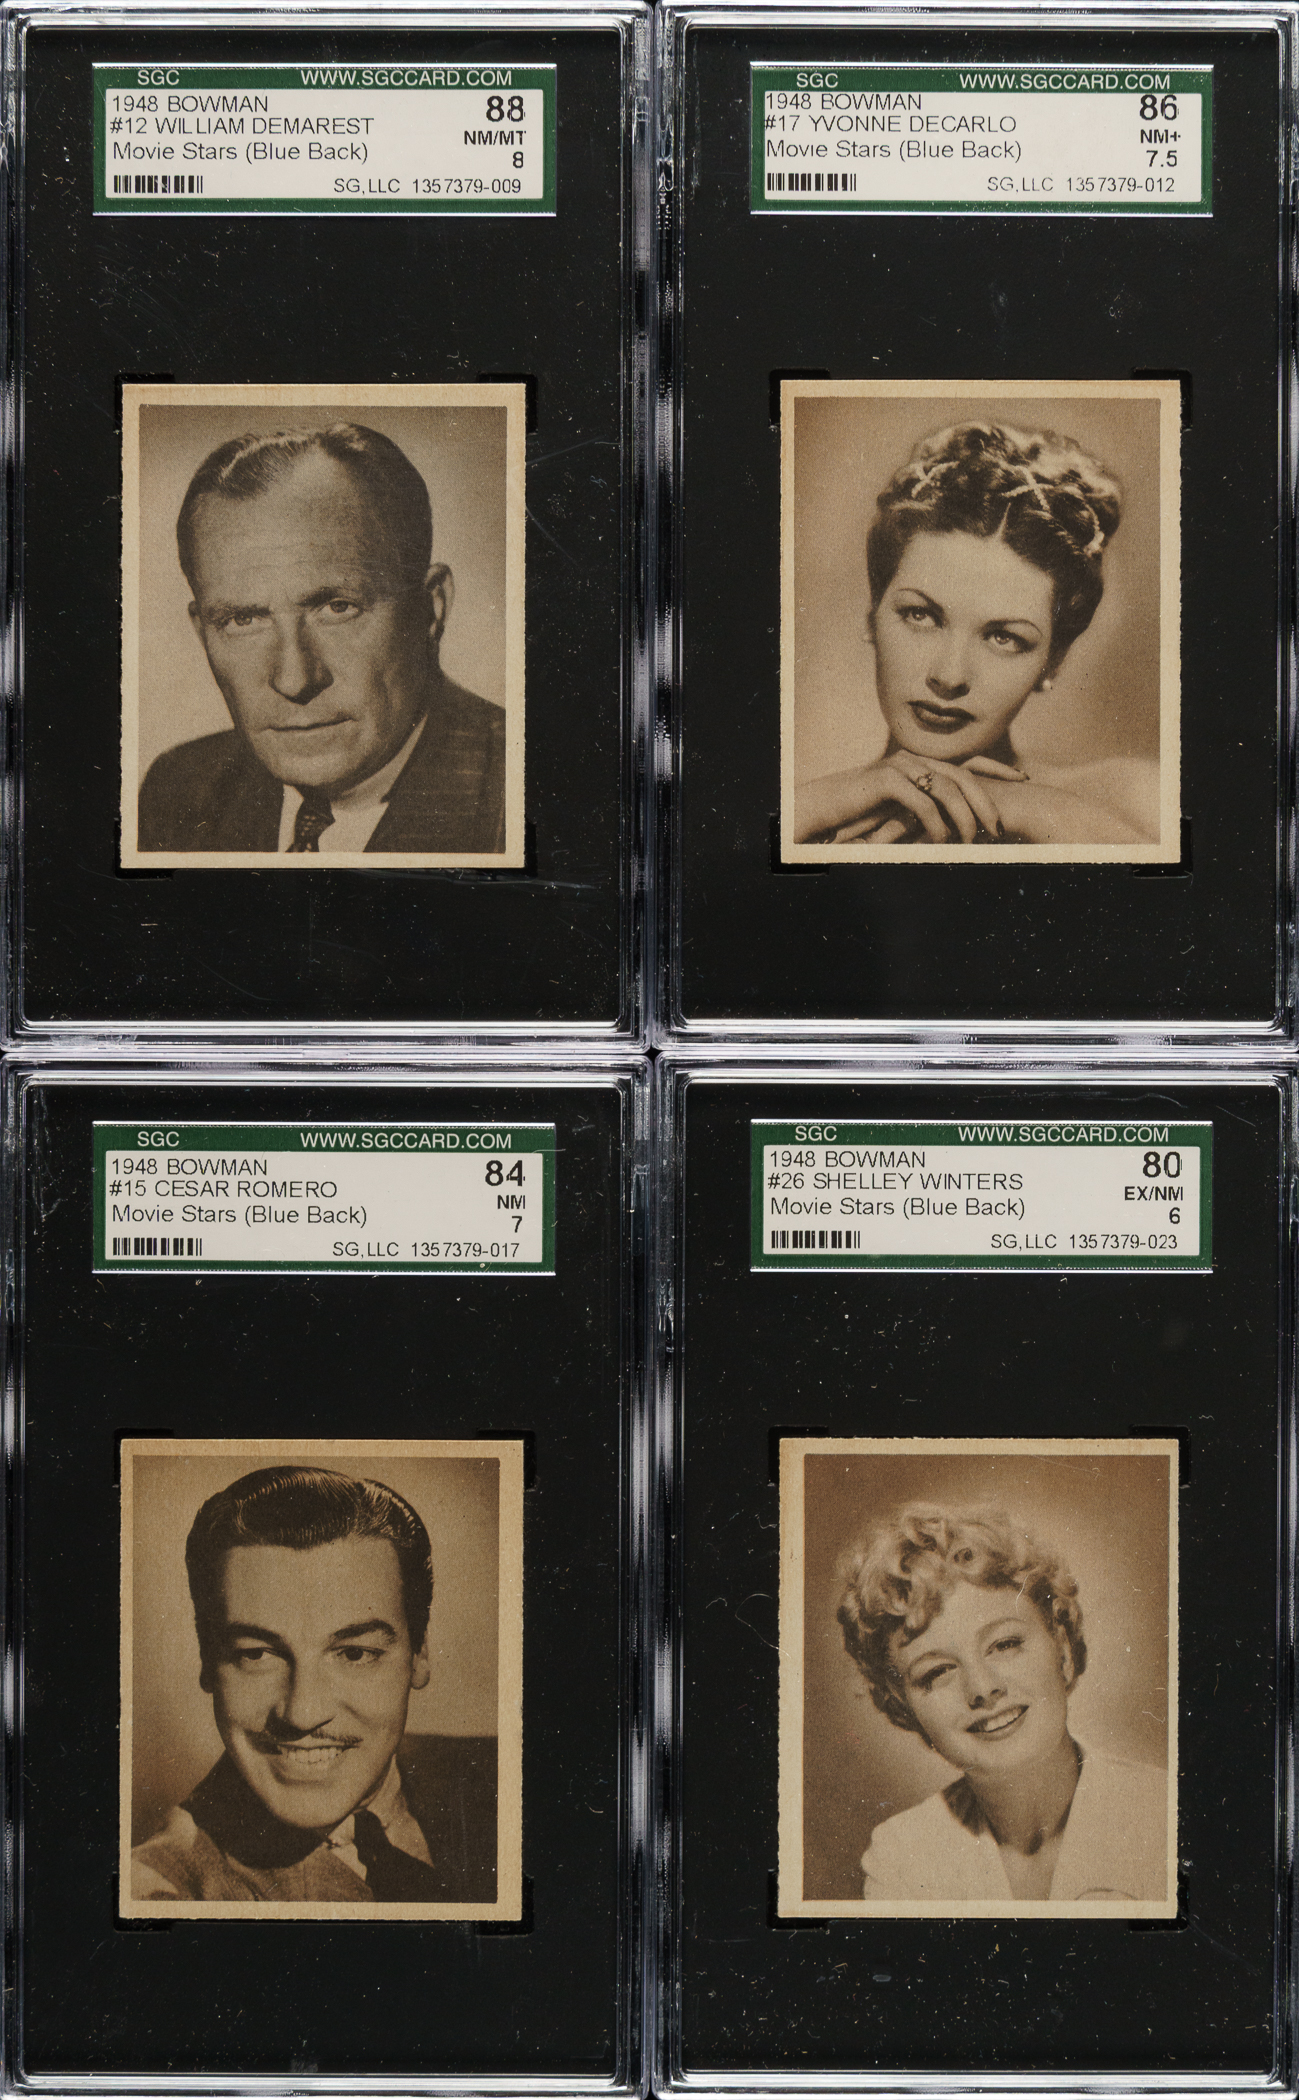 SGC WWW.SGCCARD.COM
1948 BOWMAN 88
#12 WILLIAM DEMAREST NM/MT
Movie Stars (Blue Back) 8
SG,LLC 1357379-009
SGC WWW.SGCCARD.COM
1948 BOWMAN 86
#17 YVONNE DECARLO NM+
Movie Stars (Blue Back) 7.5
SG,LLC 1357379-012
SGC WWW.SGCCARD.COM
1948 BOWMAN 84
#15 CESAR ROMERO NM
Movie Stars (Blue Back) 7
SG,LLC 1357379-017
SGC WWW.SGCCARD.COM
1948 BOWMAN 80
#26 SHELLEY WINTERS EX/NM
Movie Stars (Blue Back) 6
SG,LLC 1357379-023